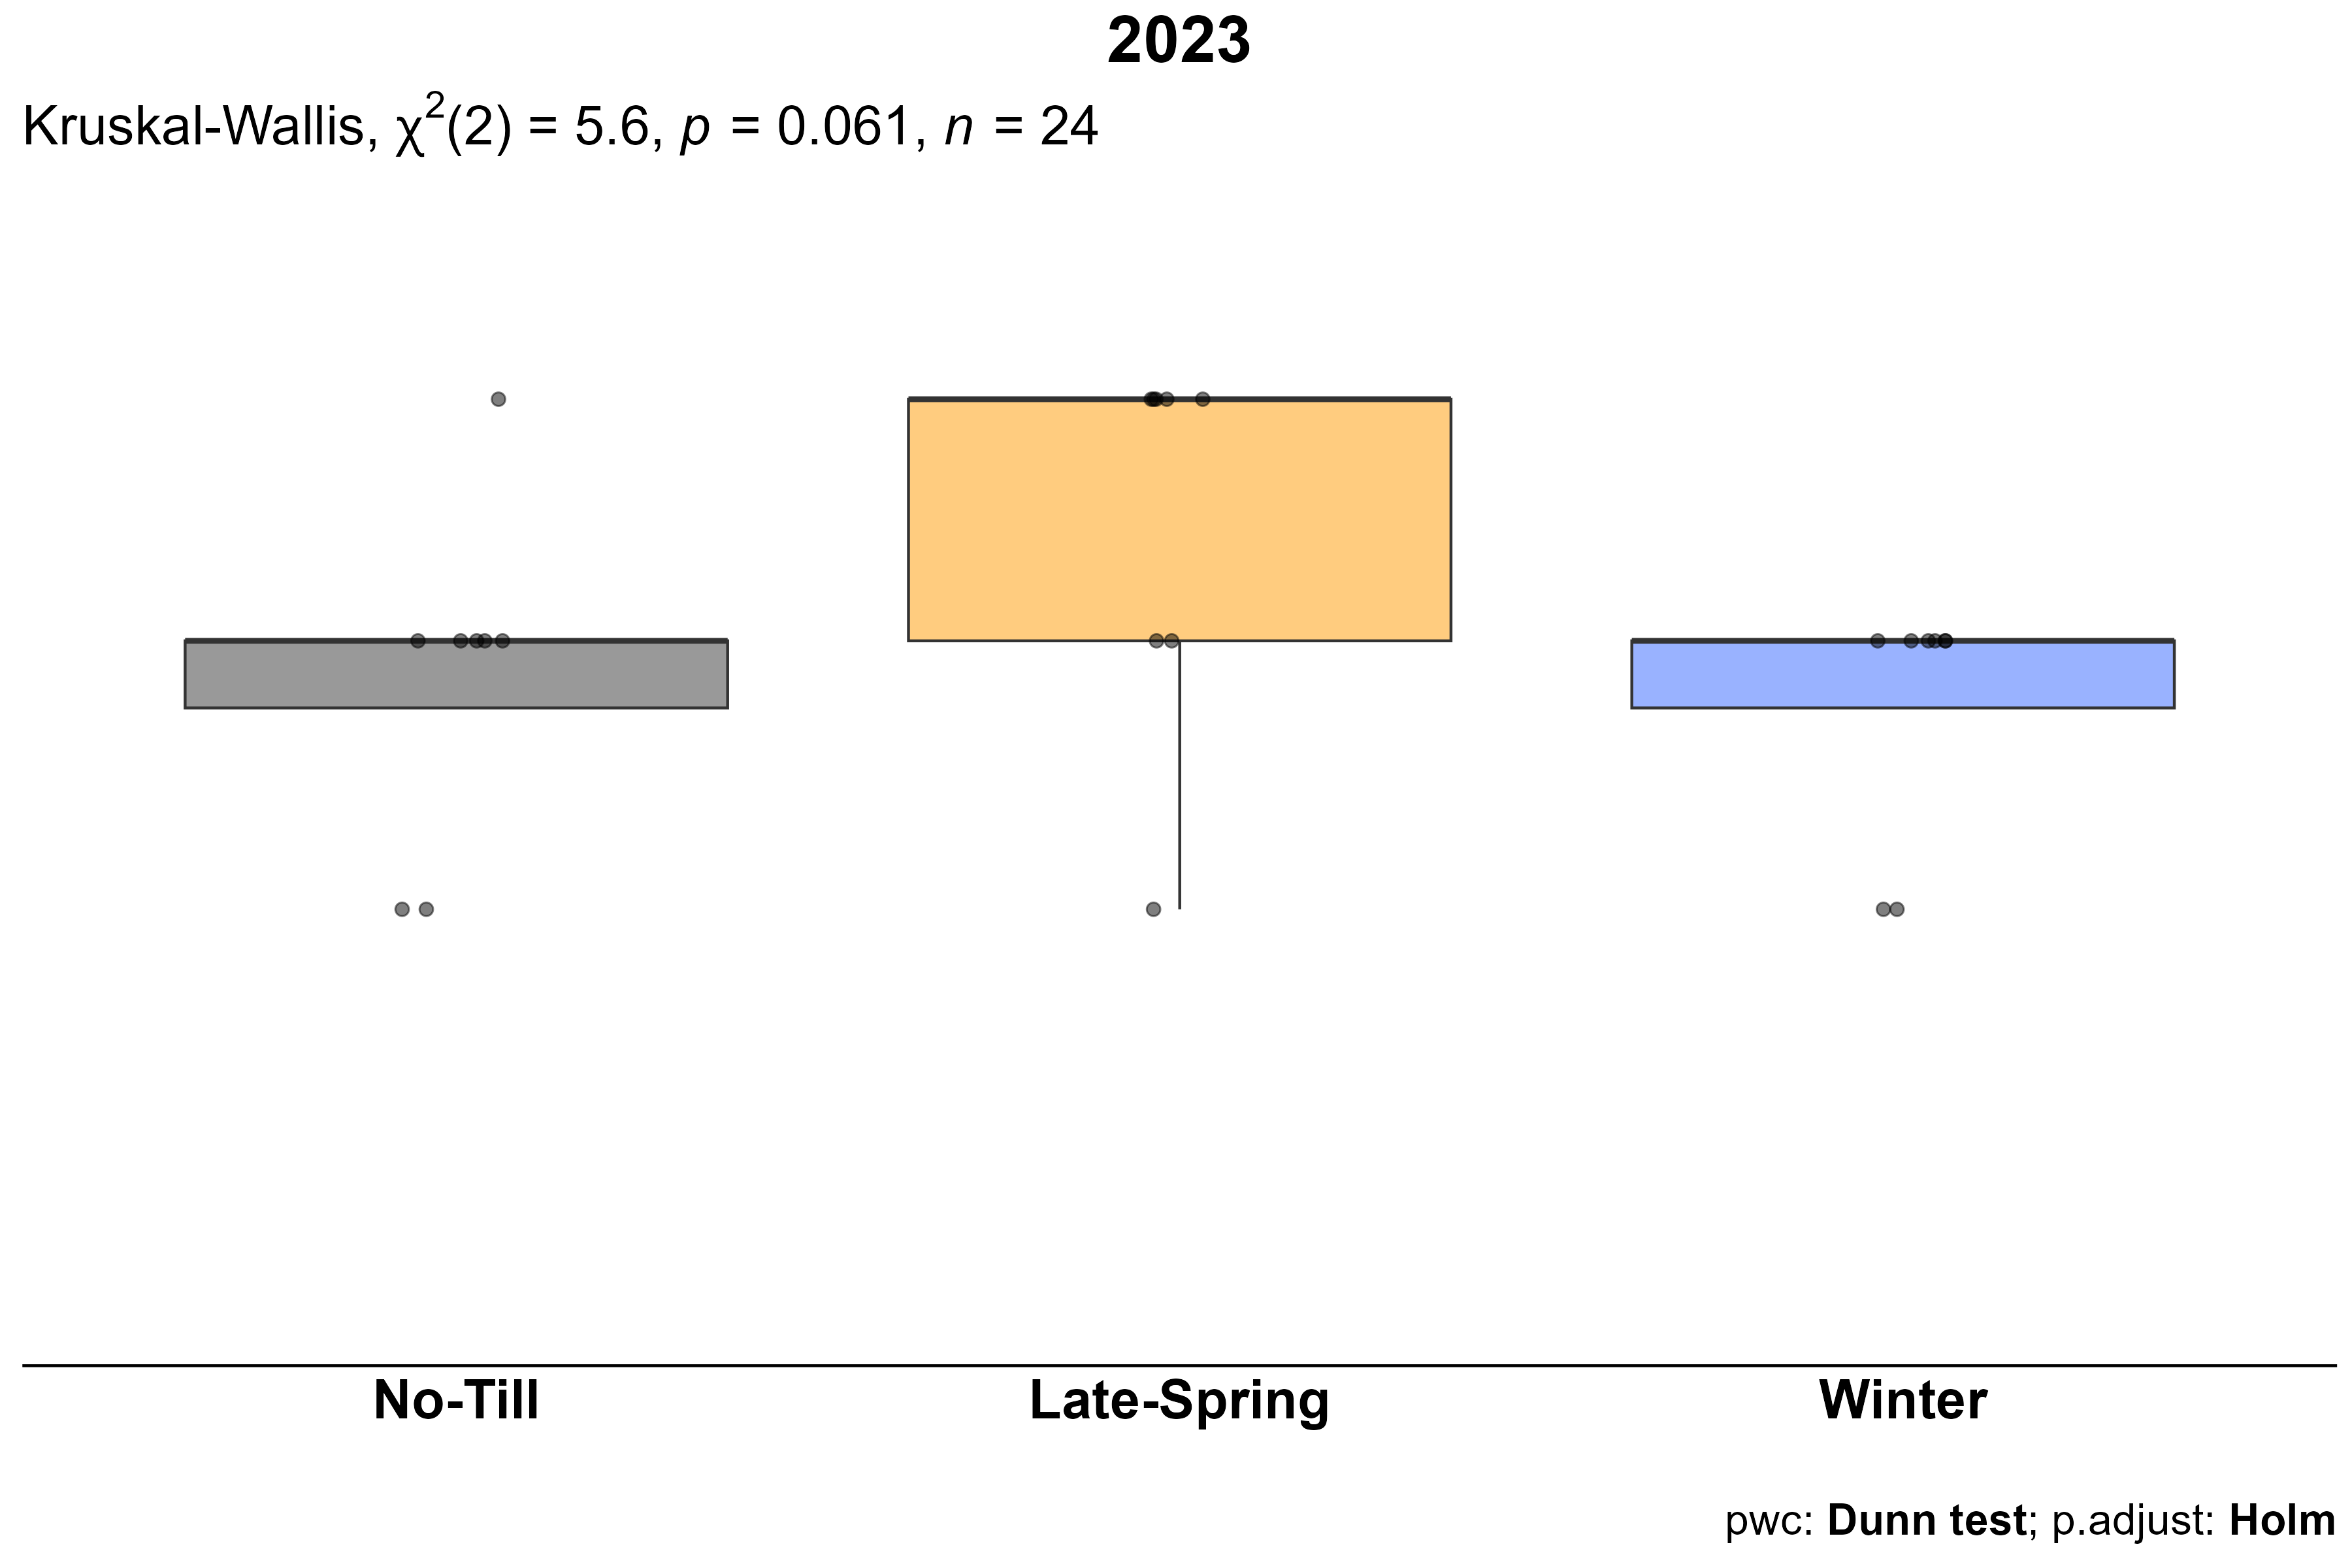 2023
Kruskal-Wallis, χ²(2) = 5.6, p = 0.061, n = 24
No-Till Late-Spring Winter
pwc: Dunn test; p.adjust: Holm